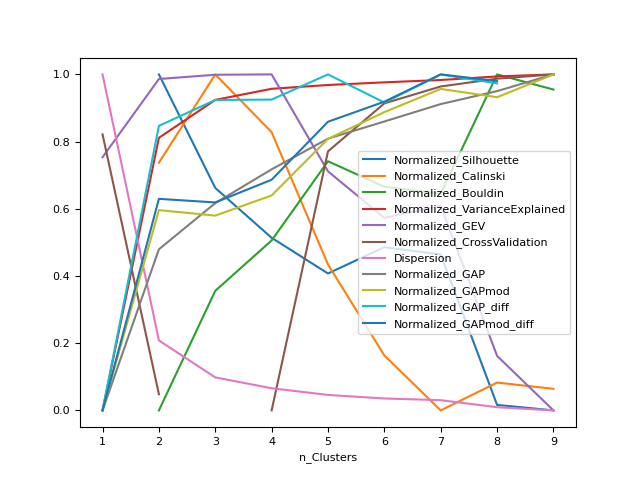 1.0
0.8
0.6
0.4
0.2
0.0
Normalized_Silhouette
Normalized_Calinski
Normalized_Bouldin
Normalized_VarianceExplained
Normalized_GEV
Normalized_CrossValidation
Dispersion
Normalized_GAP
Normalized_GAPmod
Normalized_GAP_diff
Normalized_GAPmod_diff
1 2 3 4 5 6 7 8 9
n_Clusters